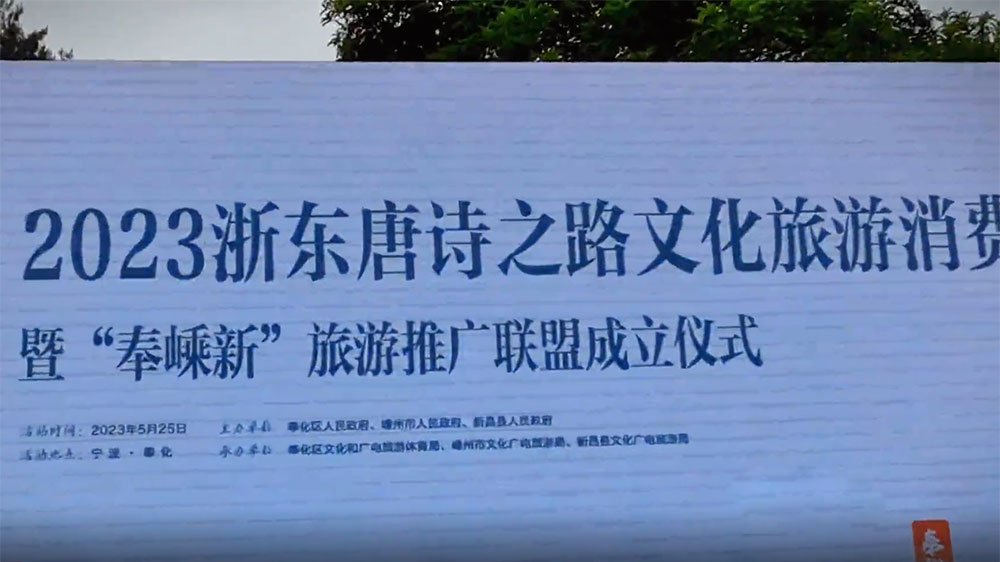 2023浙东唐诗之路文化旅游消费
暨“奉嵊新”旅游推广联盟成立仪式
活动时间：2023年5月25日 主办单位 奉化区人民政府、嵊州市人民政府、新昌县人民政府
活动地点：宁波·奉化 承办单位 奉化区文化和广电旅游体育局、嵊州市文化广电旅游局、新昌县文化广电旅游局
奉